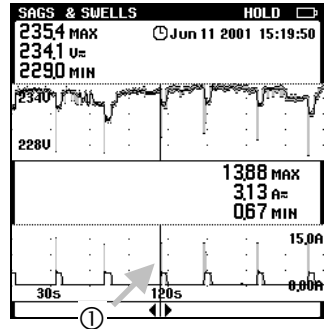 SAGS & SWELLS HOLD
235,4 MAX Jun 11 2001 15:19:50
234,1 V≂
229,0 MIN
234V
228V
13,88 MAX
3,13 A≂
0,67 MIN
15,0A
0,00A
30s 120s
①